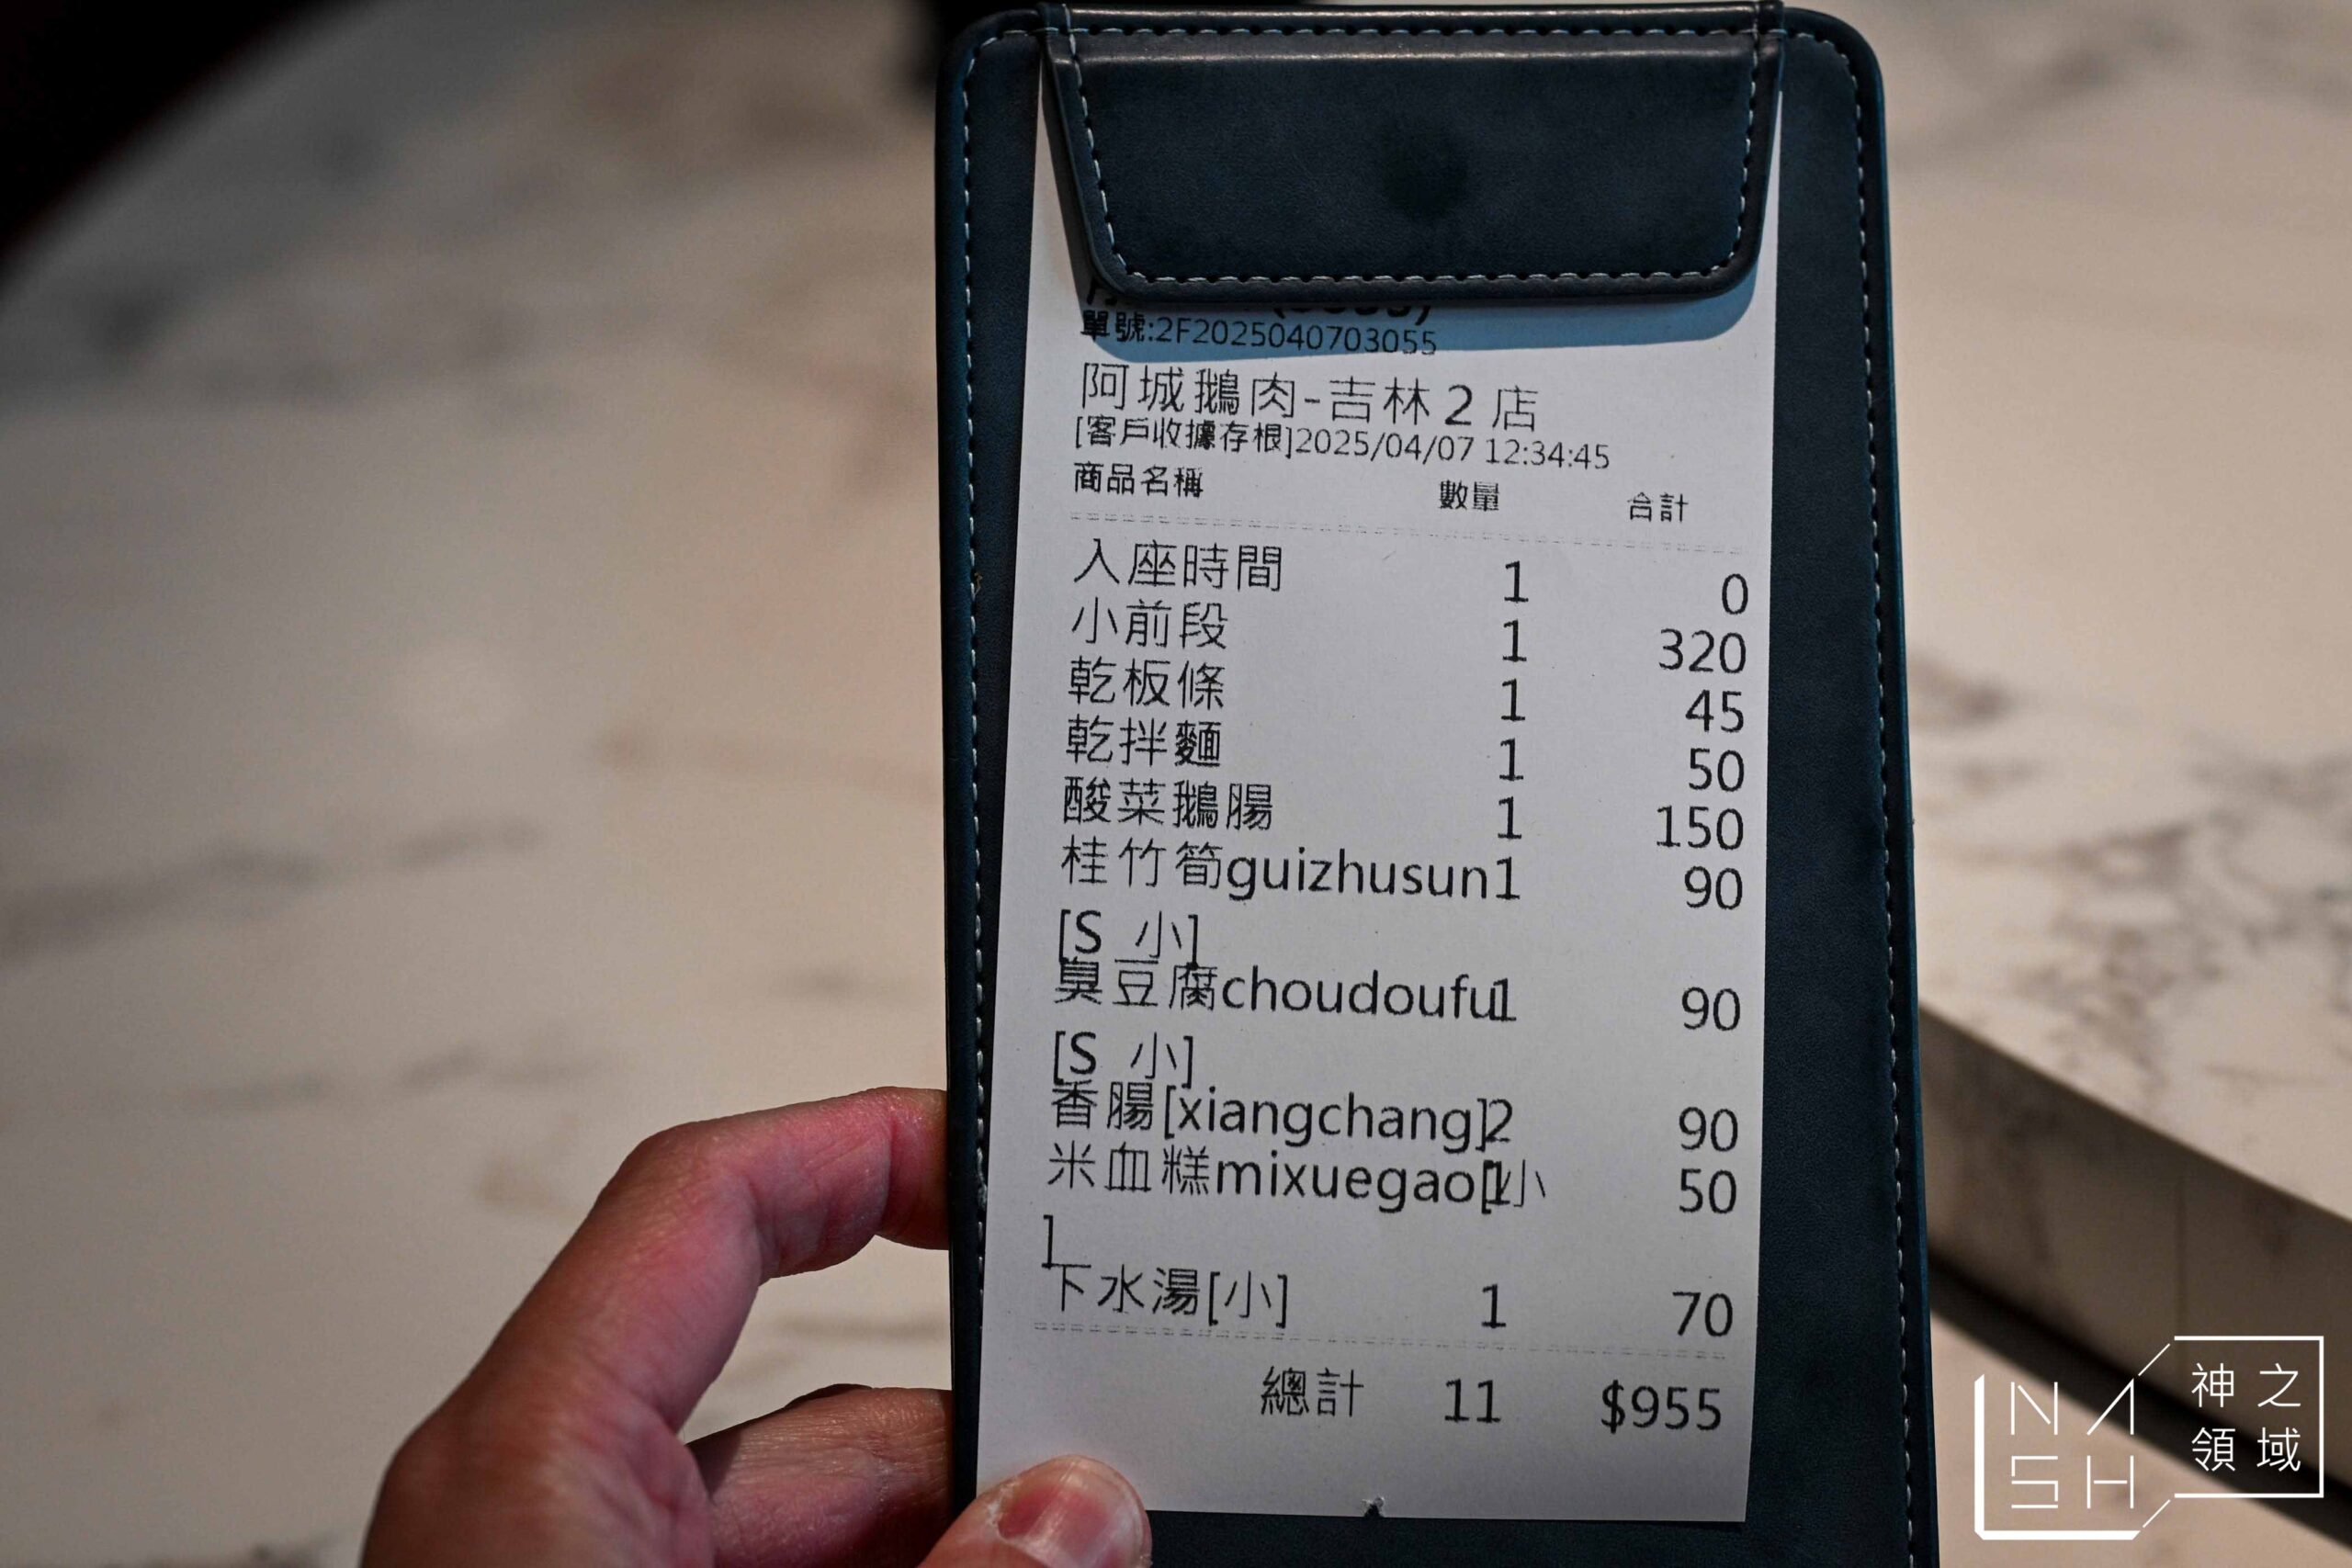 單號:2F2025040703055
阿城鵝肉-吉林2店
[客戶收據存根]2025/04/07 12:34:45
商品名稱 數量 合計
入座時間 1 0
小前段 1 320
乾板條 1 45
乾拌麵 1 50
酸菜鵝腸 1 150
桂竹筍guizhusun1 90
[S 小]
臭豆腐choudoufu1 90
[S 小]
香腸[xiangchang]2 90
米血糕mixuegao[小 1 50
]
下水湯[小] 1 70
總計 11 $955
NASH
神之
領域